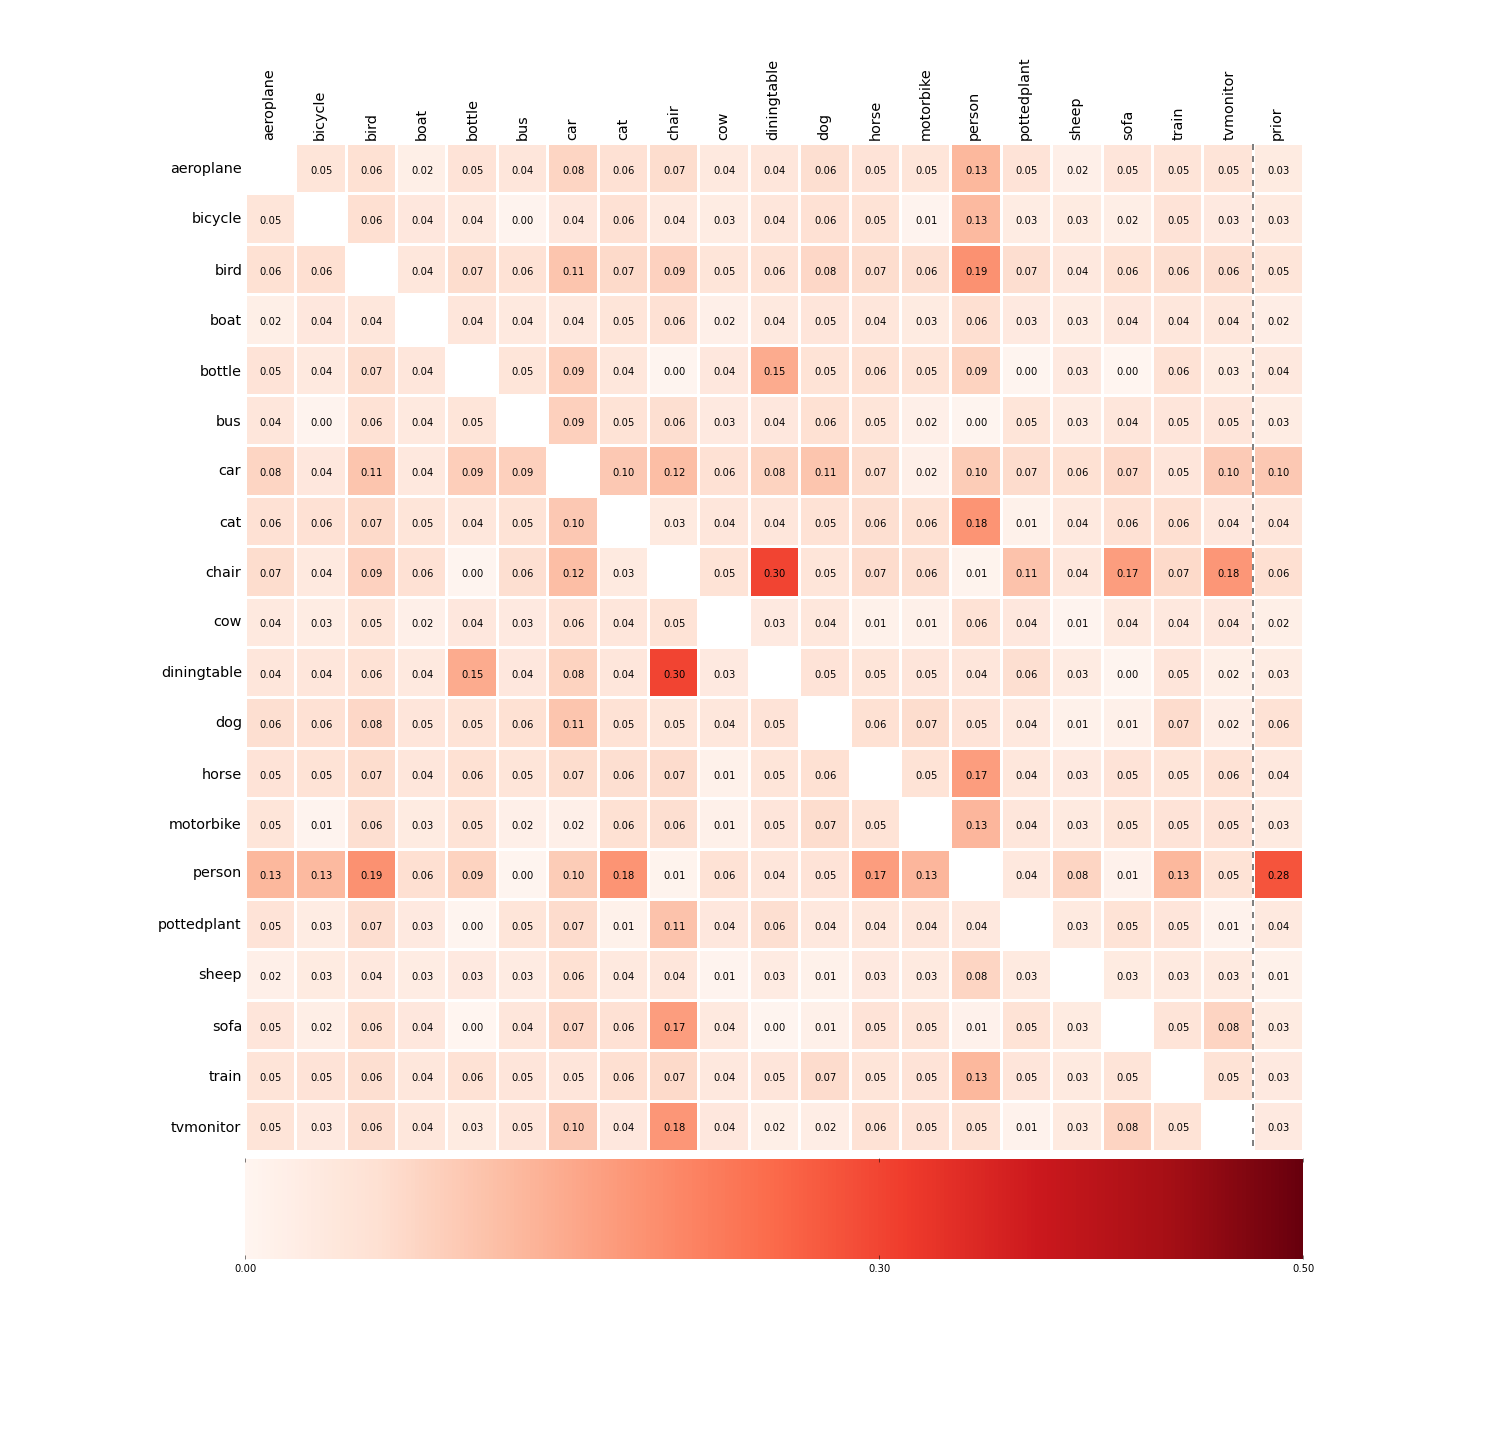 aeroplane bicycle bird boat bottle bus car cat chair cow diningtable dog horse motorbike person pottedplant sheep sofa train tvmonitor prior
aeroplane 0.05 0.06 0.02 0.05 0.04 0.08 0.06 0.07 0.04 0.04 0.06 0.05 0.05 0.13 0.05 0.02 0.05 0.05 0.05 0.03
bicycle 0.05 0.06 0.04 0.04 0.00 0.04 0.06 0.04 0.03 0.04 0.06 0.05 0.01 0.13 0.03 0.03 0.02 0.05 0.03 0.03
bird 0.06 0.06 0.04 0.07 0.06 0.11 0.07 0.09 0.05 0.06 0.08 0.07 0.06 0.19 0.07 0.04 0.06 0.06 0.06 0.05
boat 0.02 0.04 0.04 0.04 0.04 0.04 0.05 0.06 0.02 0.04 0.05 0.04 0.03 0.06 0.03 0.03 0.04 0.04 0.04 0.02
bottle 0.05 0.04 0.07 0.04 0.05 0.09 0.04 0.00 0.04 0.15 0.05 0.06 0.05 0.09 0.00 0.03 0.00 0.06 0.03 0.04
bus 0.04 0.00 0.06 0.04 0.05 0.09 0.05 0.06 0.03 0.04 0.06 0.05 0.02 0.00 0.05 0.03 0.04 0.05 0.05 0.03
car 0.08 0.04 0.11 0.04 0.09 0.09 0.10 0.12 0.06 0.08 0.11 0.07 0.02 0.10 0.07 0.06 0.07 0.05 0.10 0.10
cat 0.06 0.06 0.07 0.05 0.04 0.05 0.10 0.03 0.04 0.04 0.05 0.06 0.06 0.18 0.01 0.04 0.06 0.06 0.04 0.04
chair 0.07 0.04 0.09 0.06 0.00 0.06 0.12 0.03 0.05 0.30 0.05 0.07 0.06 0.01 0.11 0.04 0.17 0.07 0.18 0.06
cow 0.04 0.03 0.05 0.02 0.04 0.03 0.06 0.04 0.05 0.03 0.04 0.01 0.01 0.06 0.04 0.01 0.04 0.04 0.04 0.02
diningtable 0.04 0.04 0.06 0.04 0.15 0.04 0.08 0.04 0.30 0.03 0.05 0.05 0.05 0.04 0.06 0.03 0.00 0.05 0.02 0.03
dog 0.06 0.06 0.08 0.05 0.05 0.06 0.11 0.05 0.05 0.04 0.05 0.06 0.07 0.05 0.04 0.01 0.01 0.07 0.02 0.06
horse 0.05 0.05 0.07 0.04 0.06 0.05 0.07 0.06 0.07 0.01 0.05 0.06 0.05 0.17 0.04 0.03 0.05 0.05 0.06 0.04
motorbike 0.05 0.01 0.06 0.03 0.05 0.02 0.02 0.06 0.06 0.01 0.05 0.07 0.05 0.13 0.04 0.03 0.05 0.05 0.05 0.03
person 0.13 0.13 0.19 0.06 0.09 0.00 0.10 0.18 0.01 0.06 0.04 0.05 0.17 0.13 0.04 0.08 0.01 0.13 0.05 0.28
pottedplant 0.05 0.03 0.07 0.03 0.00 0.05 0.07 0.01 0.11 0.04 0.06 0.04 0.04 0.04 0.04 0.03 0.05 0.05 0.01 0.04
sheep 0.02 0.03 0.04 0.03 0.03 0.03 0.06 0.04 0.04 0.01 0.03 0.01 0.03 0.03 0.08 0.03 0.03 0.03 0.03 0.01
sofa 0.05 0.02 0.06 0.04 0.00 0.04 0.07 0.06 0.17 0.04 0.00 0.01 0.05 0.05 0.01 0.05 0.03 0.05 0.08 0.03
train 0.05 0.05 0.06 0.04 0.06 0.05 0.05 0.06 0.07 0.04 0.05 0.07 0.05 0.05 0.13 0.05 0.03 0.05 0.05 0.03
tvmonitor 0.05 0.03 0.06 0.04 0.03 0.05 0.10 0.04 0.18 0.04 0.02 0.02 0.06 0.05 0.05 0.01 0.03 0.08 0.05 0.03
0.00 0.30 0.50